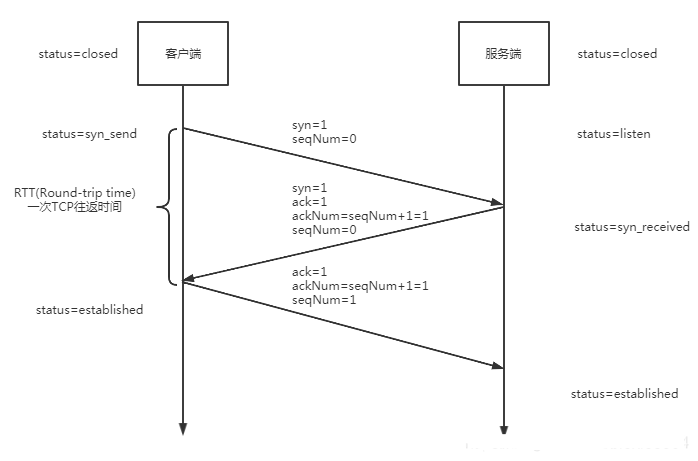 status=closed
客户端
服务端
status=closed
status=syn_send
syn=1
seqNum=0
status=listen
RTT(Round-trip time)
一次TCP往返时间
syn=1
ack=1
ackNum=seqNum+1=1
seqNum=0
status=syn_received
ack=1
ackNum=seqNum+1=1
seqNum=1
status=established
status=established